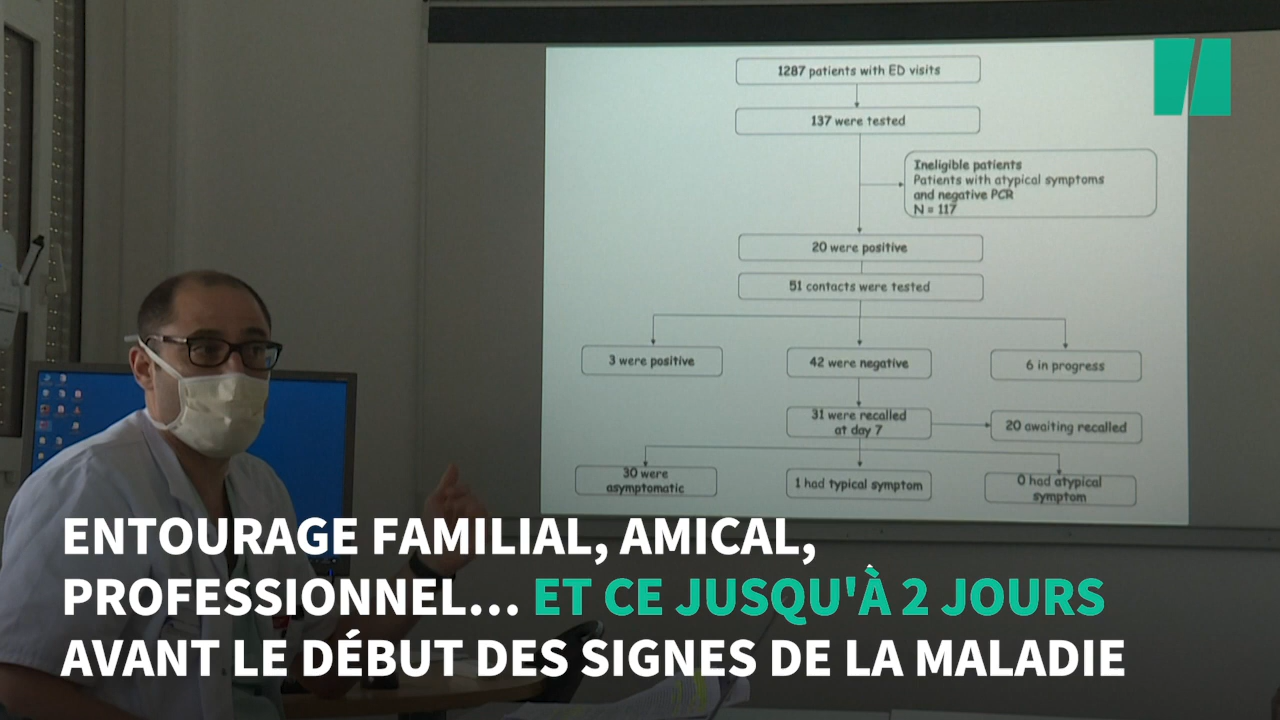 1287 patients with ED visits
137 were tested
Ineligible patients
Patients with atypical symptoms
and negative PCR
N = 117
20 were positive
51 contacts were tested
3 were positive
42 were negative
6 in progress
31 were recalled
at day 7
20 awaiting recalled
30 were
asymptomatic
1 had typical symptom
0 had atypical
symptom
ENTOURAGE FAMILIAL, AMICAL,
PROFESSIONNEL... ET CE JUSQU'À 2 JOURS
AVANT LE DÉBUT DES SIGNES DE LA MALADIE